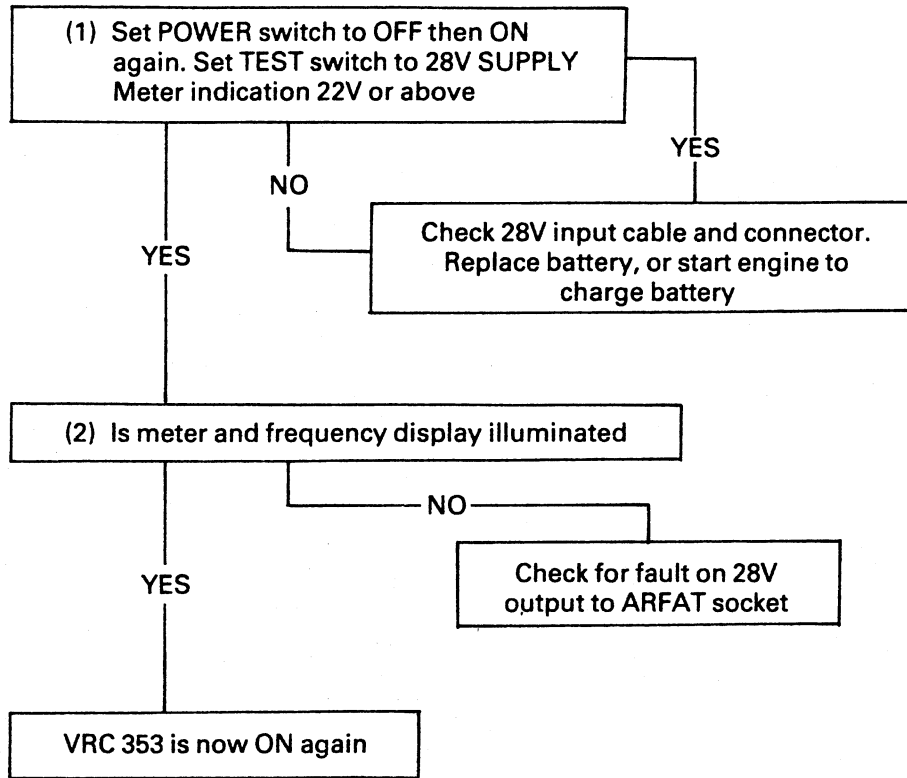 (1) Set POWER switch to OFF then ON
again. Set TEST switch to 28V SUPPLY
Meter indication 22V or above
YES
NO
Check 28V input cable and connector.
Replace battery, or start engine to
charge battery
YES
(2) Is meter and frequency display illuminated
NO
Check for fault on 28V
output to ARFAT socket
YES
VRC 353 is now ON again